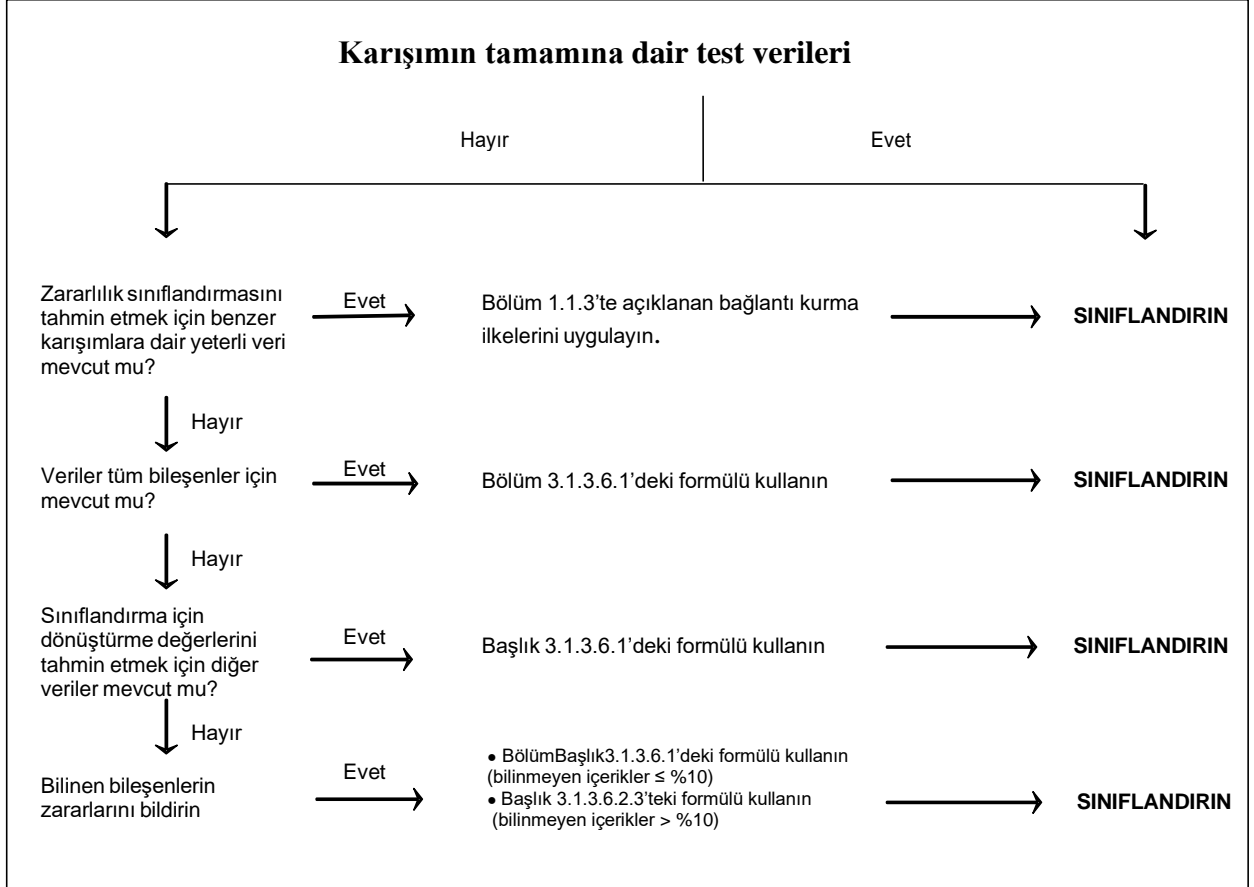 Karışımın tamamına dair test verileri
Hayır
Evet
Zararlılık sınıflandırmasını
tahmin etmek için benzer
karışımlara dair yeterli veri
mevcut mu?
Evet
Bölüm 1.1.3’te açıklanan bağlantı kurma
ilkelerini uygulayın.
SINIFLANDIRIN
Hayır
Veriler tüm bileşenler için
mevcut mu?
Evet
Bölüm 3.1.3.6.1’deki formülü kullanın
SINIFLANDIRIN
Hayır
Sınıflandırma için
dönüştürme değerlerini
tahmin etmek için diğer
veriler mevcut mu?
Evet
Başlık 3.1.3.6.1’deki formülü kullanın
SINIFLANDIRIN
Hayır
Bilinen bileşenlerin
zararlarını bildirin
Evet
● BölümBaşlık3.1.3.6.1’deki formülü kullanın
(bilinmeyen içerikler ≤ %10)
● Başlık 3.1.3.6.2.3’teki formülü kullanın
(bilinmeyen içerikler > %10)
SINIFLANDIRIN